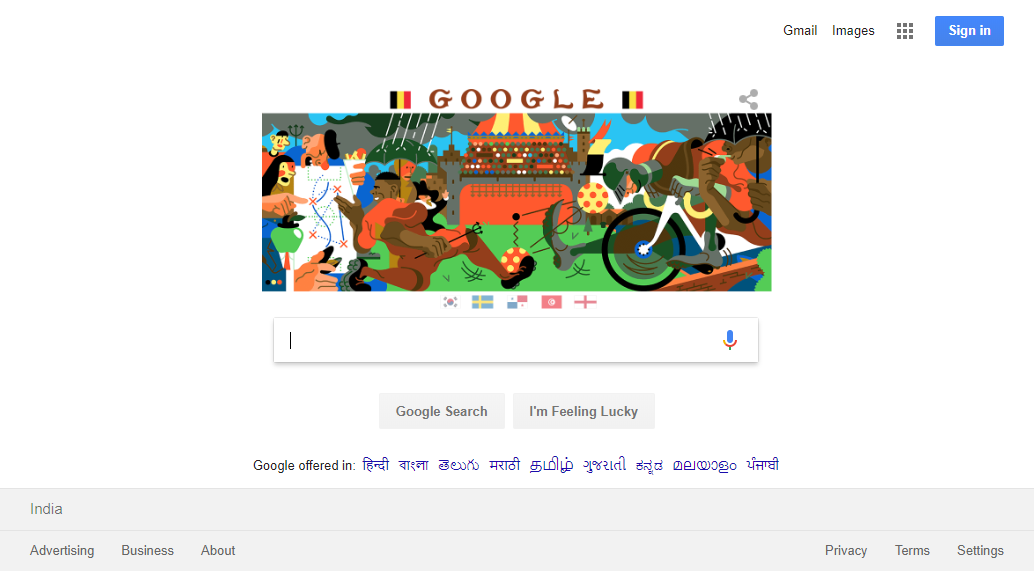 Gmail Images Sign in
GOOGLE
Google Search I'm Feeling Lucky
Google offered in: हिन्दी বাংলা తెలుగు मराठी தமிழ் ગુજરાતી ಕನ್ನಡ മലയാളം ਪੰਜਾਬੀ
India
Advertising Business About Privacy Terms Settings